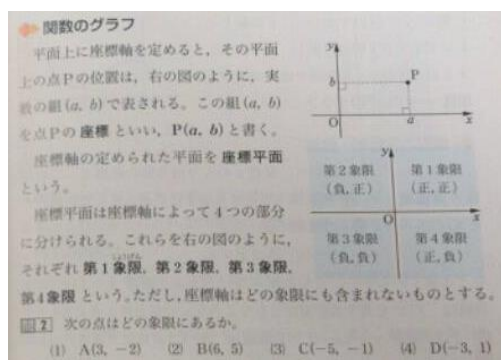 関数のグラフ
平面上に座標軸を定めると，その平面
上の点Pの位置は，右の図のように，実
数の組(a, b)で表される。この組(a, b)
を点Pの 座標 といい，P(a, b)と書く。
座標軸の定められた平面を 座標平面
という。
座標平面は座標軸によって4つの部分
に分けられる。これらを右の図のように，
それぞれ 第1象限，第2象限，第3象限，
第4象限 という。ただし，座標軸はどの象限にも含まれないものとする。
y
b
P
O
a
x
y
第2象限
(負，正)
第1象限
(正，正)
O
x
第3象限
(負，負)
第4象限
(正，負)
2 次の点はどの象限にあるか。
(1) A(3, −2) (2) B(6, 5) (3) C(−5, −1) (4) D(−3, 1)